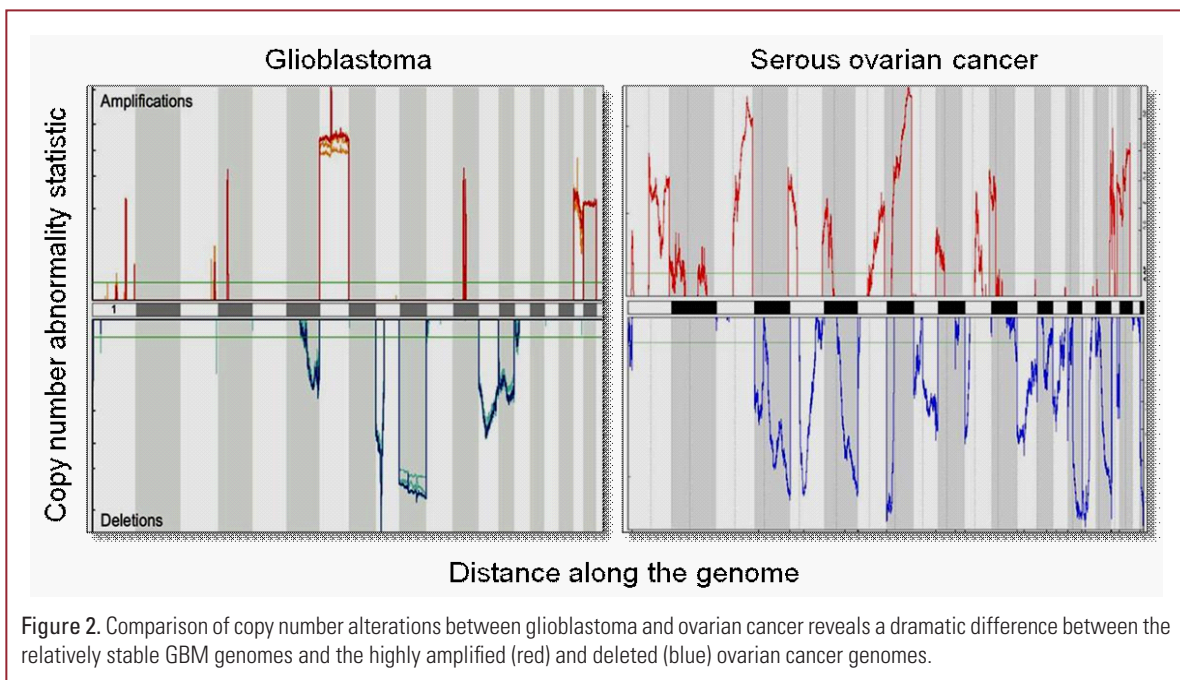 Glioblastoma
Serous ovarian cancer
Copy number abnormality statistic
Amplifications
1
Deletions
Distance along the genome
Figure 2. Comparison of copy number alterations between glioblastoma and ovarian cancer reveals a dramatic difference between the
relatively stable GBM genomes and the highly amplified (red) and deleted (blue) ovarian cancer genomes.